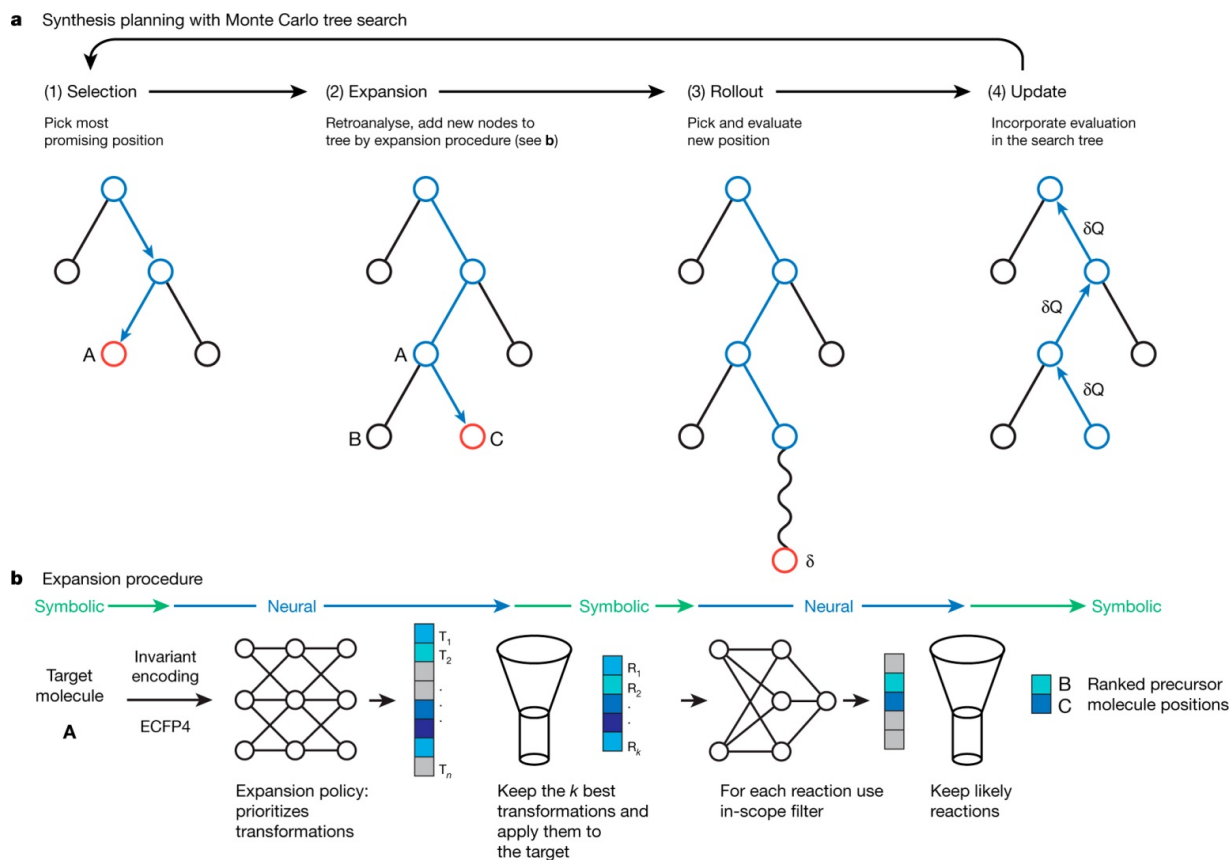 a Synthesis planning with Monte Carlo tree search
(1) Selection
(2) Expansion
(3) Rollout
(4) Update
Pick most
promising position
Retroanalyse, add new nodes to
tree by expansion procedure (see b)
Pick and evaluate
new position
Incorporate evaluation
in the search tree
δQ
δQ
A
A
δQ
B
C
δ
b Expansion procedure
Symbolic
Neural
Symbolic
Neural
Symbolic
Target
molecule
A
Invariant
encoding
ECFP4
T1
T2
.
.
.
Tn
R1
R2
.
.
Rk
B
C
Ranked precursor
molecule positions
Expansion policy:
prioritizes
transformations
Keep the k best
transformations and
apply them to
the target
For each reaction use
in-scope filter
Keep likely
reactions